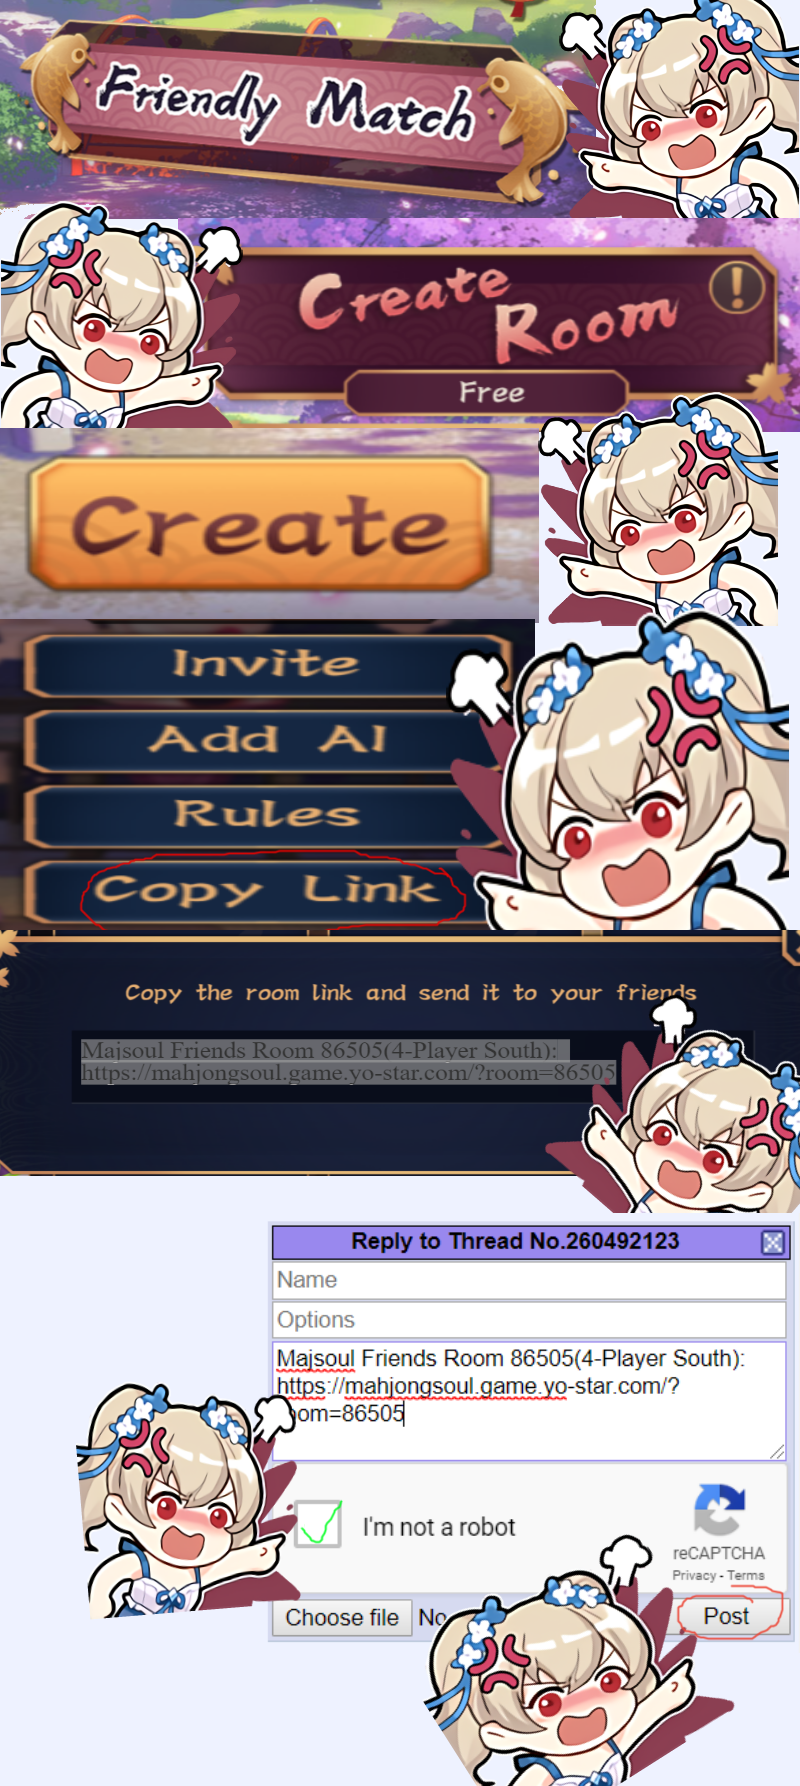 Friendly Match
Create
Room
Free
Create
Invite
Add AI
Rules
Copy Link
Copy the room link and send it to your friends
Majsoul Friends Room 86505(4-Player South):
https://mahjongsoul.game.yo-star.com/?room=86505
Reply to Thread No.260492123
Name
Options
Majsoul Friends Room 86505(4-Player South):
https://mahjongsoul.game.yo-star.com/?
oom=86505
I'm not a robot
reCAPTCHA
Privacy - Terms
Choose file No
Post